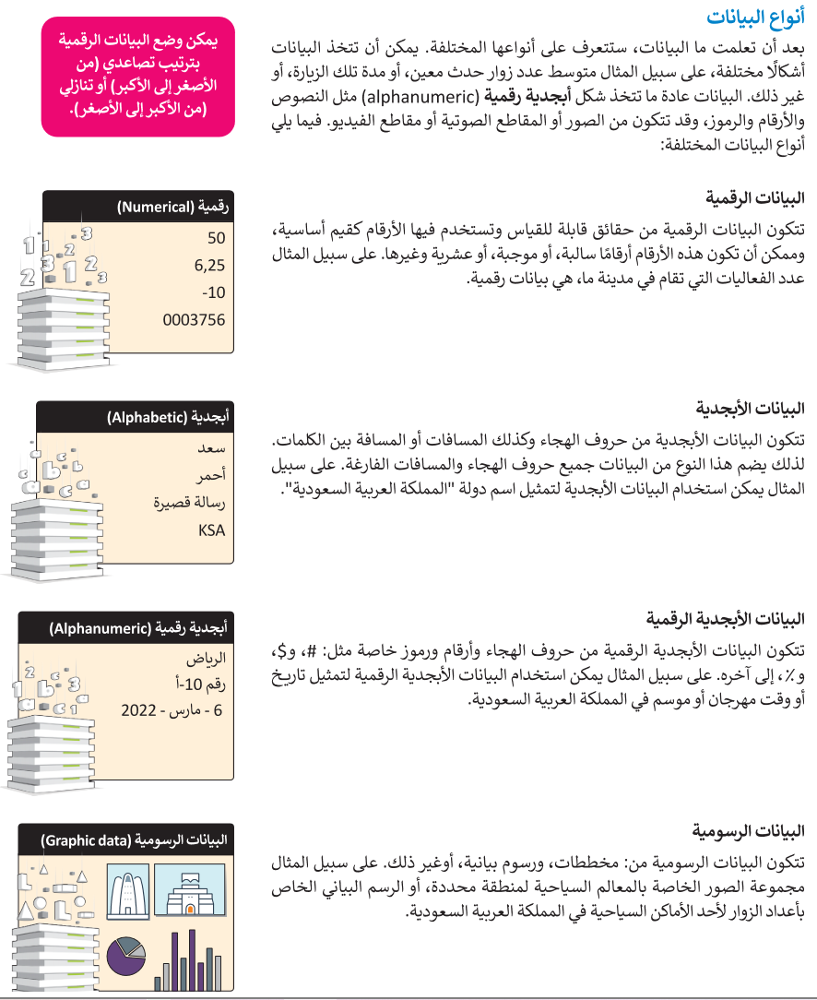 أنواع البيانات
بعد أن تعلمت ما البيانات، ستتعرف على أنواعها المختلفة. يمكن أن تتخذ البيانات
أشكالًا مختلفة، على سبيل المثال متوسط عدد زوار حدث معين، أو مدة تلك الزيارة، أو
غير ذلك. البيانات عادة ما تتخذ شكل أبجدية رقمية (alphanumeric) مثل النصوص
والأرقام والرموز، وقد تتكون من الصور أو المقاطع الصوتية أو مقاطع الفيديو. فيما يلي
أنواع البيانات المختلفة:
يمكن وضع البيانات الرقمية
بترتيب تصاعدي (من
الأصغر إلى الأكبر) أو تنازلي
(من الأكبر إلى الأصغر).
البيانات الرقمية
تتكون البيانات الرقمية من حقائق قابلة للقياس وتستخدم فيها الأرقام كقيم أساسية،
وممكن أن تكون هذه الأرقام أرقامًا سالبة، أو موجبة، أو عشرية وغيرها. على سبيل المثال
عدد الفعاليات التي تقام في مدينة ما، هي بيانات رقمية.
رقمية (Numerical)
50
6,25
-10
0003756
البيانات الأبجدية
تتكون البيانات الأبجدية من حروف الهجاء وكذلك المسافات أو المسافة بين الكلمات.
لذلك يضم هذا النوع من البيانات جميع حروف الهجاء والمسافات الفارغة. على سبيل
المثال يمكن استخدام البيانات الأبجدية لتمثيل اسم دولة "المملكة العربية السعودية".
أبجدية (Alphabetic)
سعد
أحمر
رسالة قصيرة
KSA
البيانات الأبجدية الرقمية
تتكون البيانات الأبجدية الرقمية من حروف الهجاء وأرقام ورموز خاصة مثل: #، و$،
و٪، إلى آخره. على سبيل المثال يمكن استخدام البيانات الأبجدية الرقمية لتمثيل تاريخ
أو وقت مهرجان أو موسم في المملكة العربية السعودية.
أبجدية رقمية (Alphanumeric)
الرياض
رقم 10-أ
6 - مارس - 2022
البيانات الرسومية
تتكون البيانات الرسومية من: مخططات، ورسوم بيانية، أوغير ذلك. على سبيل المثال
مجموعة الصور الخاصة بالمعالم السياحية لمنطقة محددة، أو الرسم البياني الخاص
بأعداد الزوار لأحد الأماكن السياحية في المملكة العربية السعودية.
البيانات الرسومية (Graphic data)